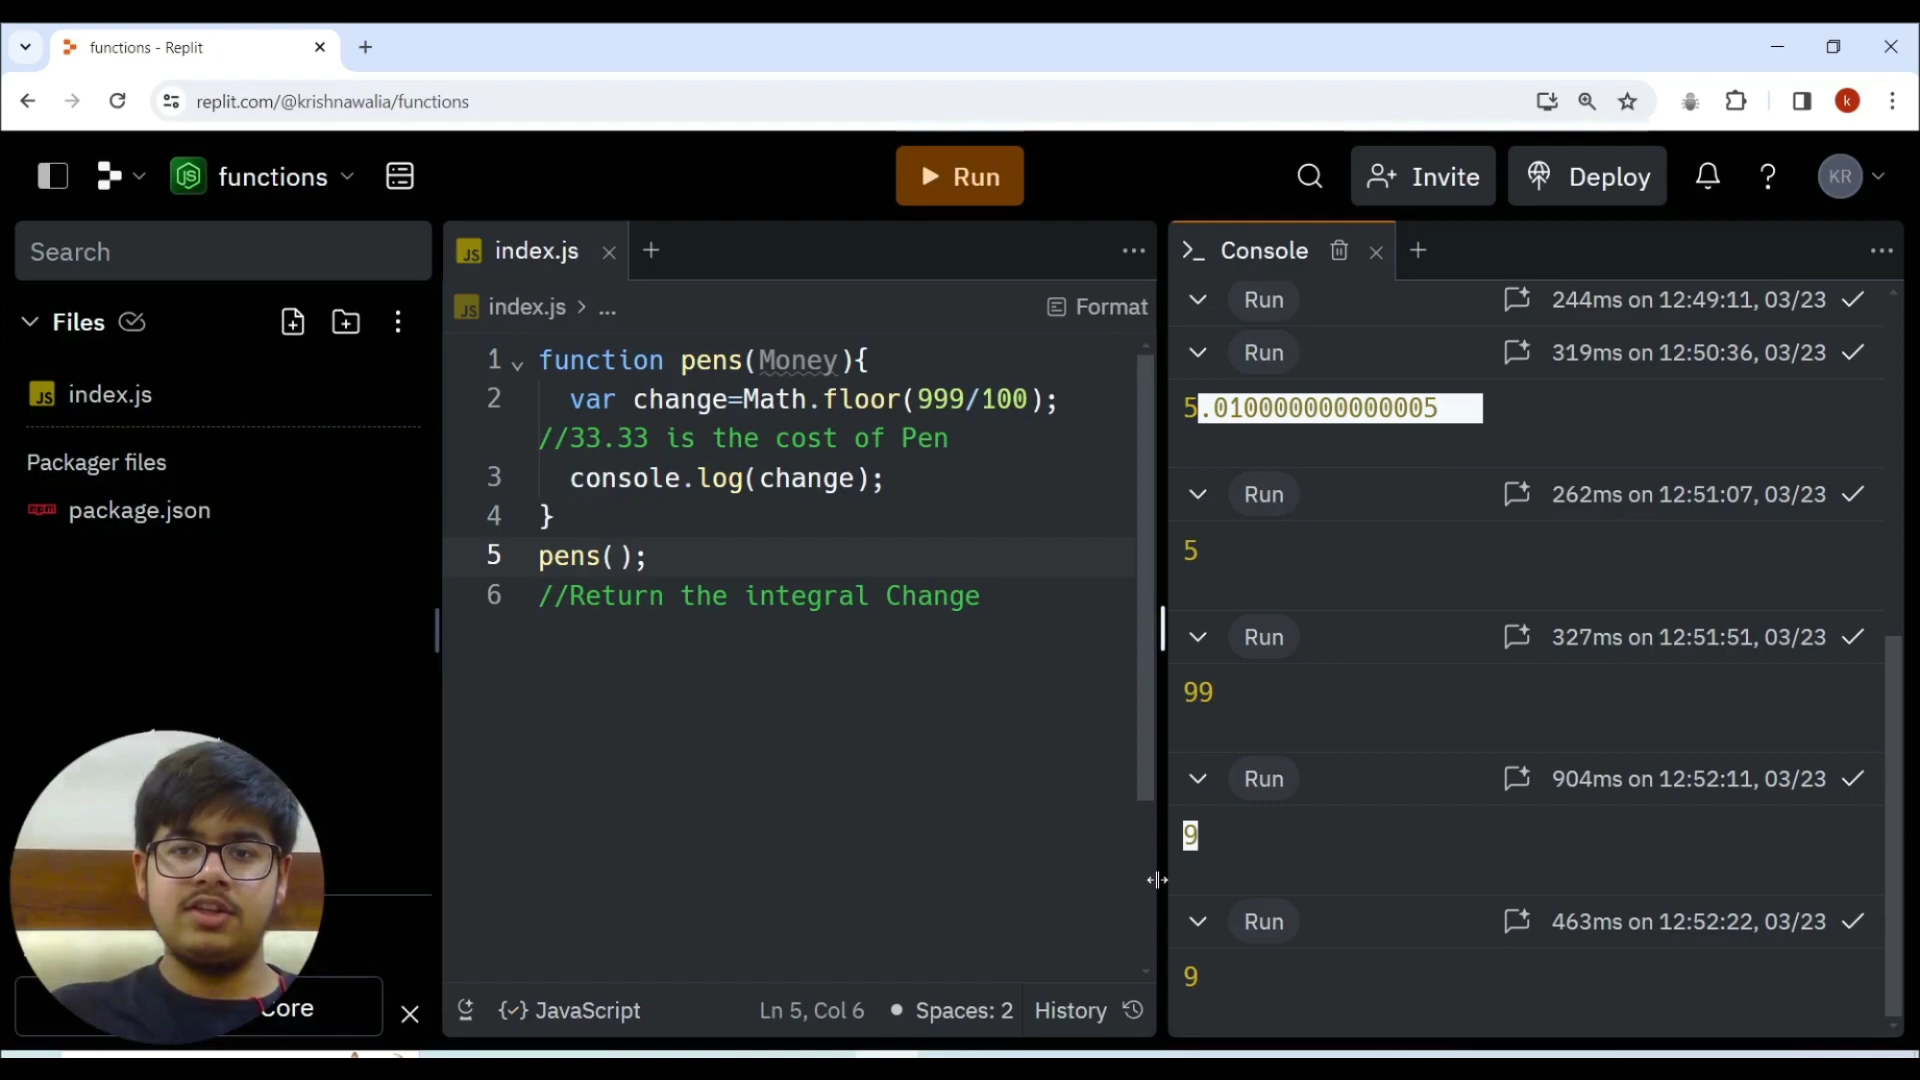 functions - Replit
replit.com/@krishnawalia/functions
k
JS
functions
Run
Invite
Deploy
?
KR
Search
JS
index.js
Console
JS
index.js > ...
Format
Run
244ms on 12:49:11, 03/23
Files
Run
319ms on 12:50:36, 03/23
JS
index.js
5.010000000000005
Packager files
package.json
1 function pens(Money){
2 var change=Math.floor(999/100);
//33.33 is the cost of Pen
3 console.log(change);
4 }
5 pens();
6 //Return the integral Change
Run
262ms on 12:51:07, 03/23
5
Run
327ms on 12:51:51, 03/23
99
Run
904ms on 12:52:11, 03/23
9
Run
463ms on 12:52:22, 03/23
9
Core
JavaScript
Ln 5, Col 6
Spaces: 2
History